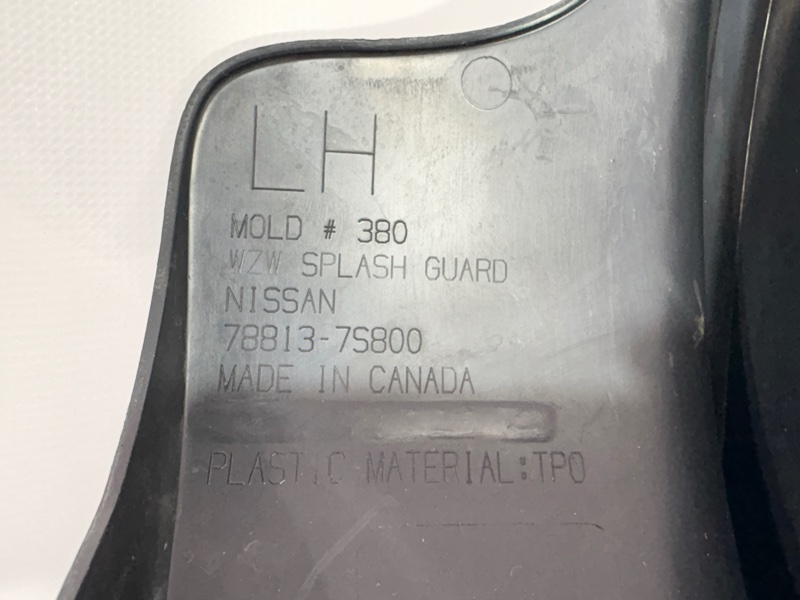 LH
MOLD # 380
WZW SPLASH GUARD
NISSAN
78813-7S800
MADE IN CANADA
PLASTIC MATERIAL:TPO